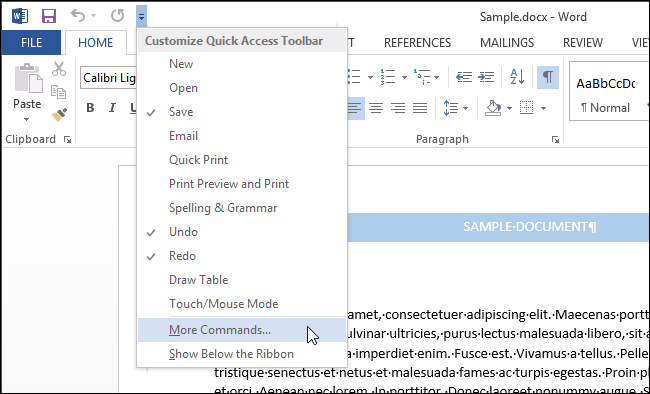 Sample.docx - Word
FILE HOME REFERENCES MAILINGS REVIEW
Customize Quick Access Toolbar
New
Open
Save
Email
Quick Print
Print Preview and Print
Spelling & Grammar
Undo
Redo
Draw Table
Touch/Mouse Mode
More Commands...
Show Below the Ribbon
Paste
Calibri Lig
B I
AaBbCcDc
¶ Normal
Clipboard
Paragraph
SAMPLE·DOCUMENT¶
amet,·consectetuer·adipiscing·elit.·Maecenas·portt
ulvinar·ultricies,·purus·lectus·malesuada·libero,·sit·a
imperdiet·enim.·Fusce·est.·Vivamus·a·tellus.·Pelle
tristique·senectus·et·netus·et·malesuada·fames·ac·turpis·egestas.·Proin·pl
et·orci.·Aenean·nec·lorem.·In·porttitor.·Donec·laoreet·nonummy·augue.·S